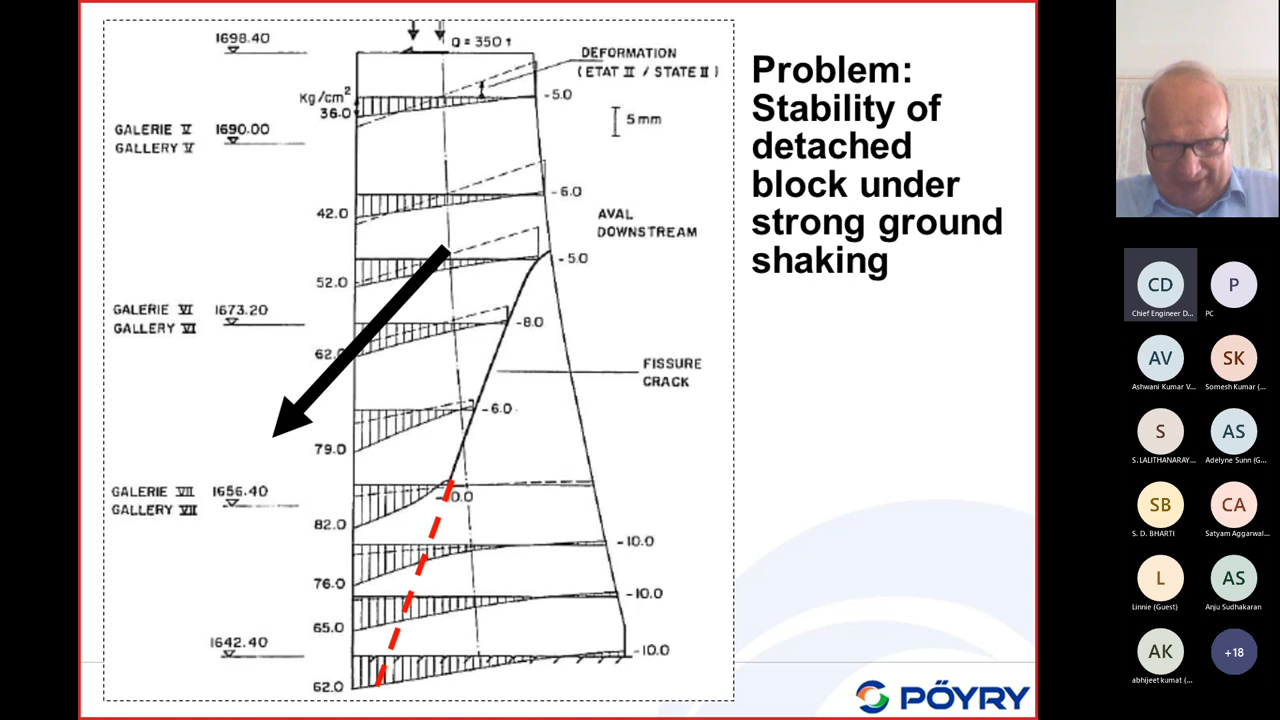 1698.40
Q = 350 t
DEFORMATION
(ETAT II / STATE II)
Kg/cm²
36.0
-5.0
5 mm
GALERIE V
GALLERY V
1690.00
-6.0
42.0
AVAL
DOWNSTREAM
-5.0
52.0
GALERIE VI
GALLERY VI
1673.20
-8.0
62.0
FISSURE
CRACK
-6.0
79.0
GALERIE VII
GALLERY VII
1656.40
82.0
-10.0
76.0
-10.0
65.0
1642.40
-10.0
62.0
Problem:
Stability of
detached
block under
strong ground
shaking
PÖYRY
CD
Chief Engineer D...
P
PC
AV
Ashwani Kumar V...
SK
Somesh Kumar (...
S
S. LALITHANARAY...
AS
Adelyne Sunn (G...
SB
S. D. BHARTI
CA
Satyam Aggarwal...
L
Linnie (Guest)
AS
Anju Sudhakaran
AK
abhijeet kumat (...
+18